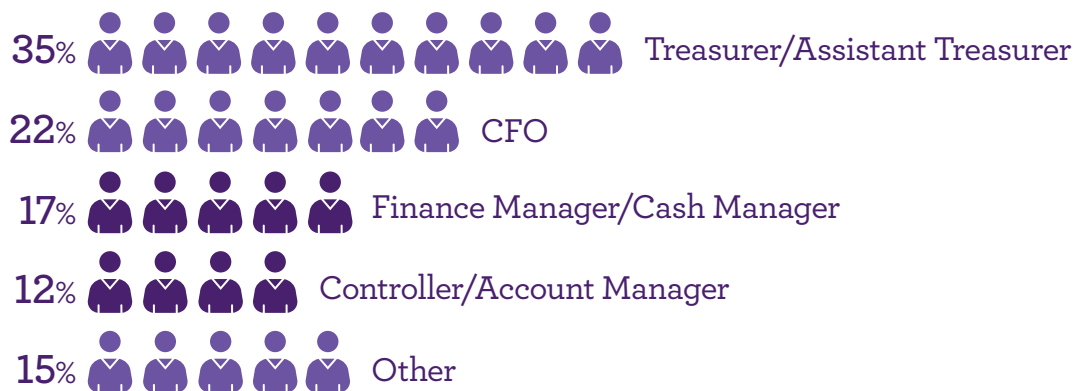 35% Treasurer/Assistant Treasurer
22% CFO
17% Finance Manager/Cash Manager
12% Controller/Account Manager
15% Other